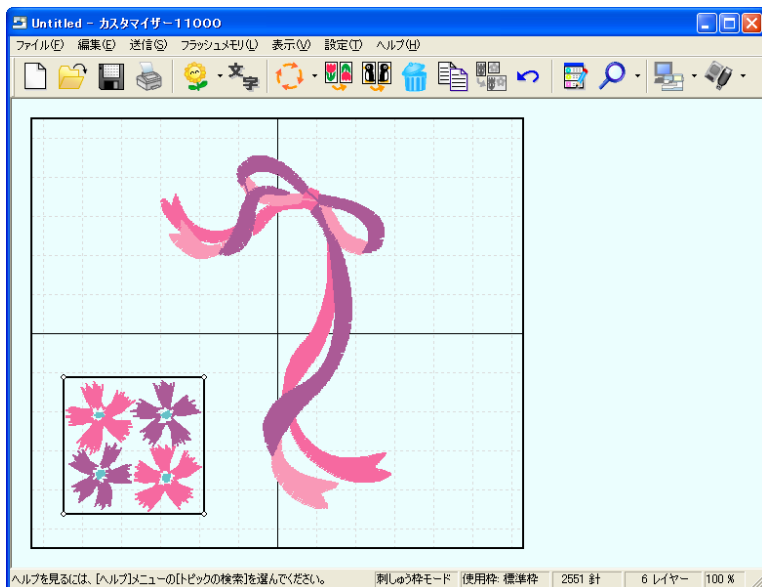 Untitled - カスタマイザー11000
ファイル(F) 編集(E) 送信(S) フラッシュメモリ(L) 表示(V) 設定(T) ヘルプ(H)
文字
ヘルプを見るには、[ヘルプ]メニューの[トピックの検索]を選んでください。 刺しゅう枠モード 使用枠: 標準枠 2551 針 6 レイヤー 100 %